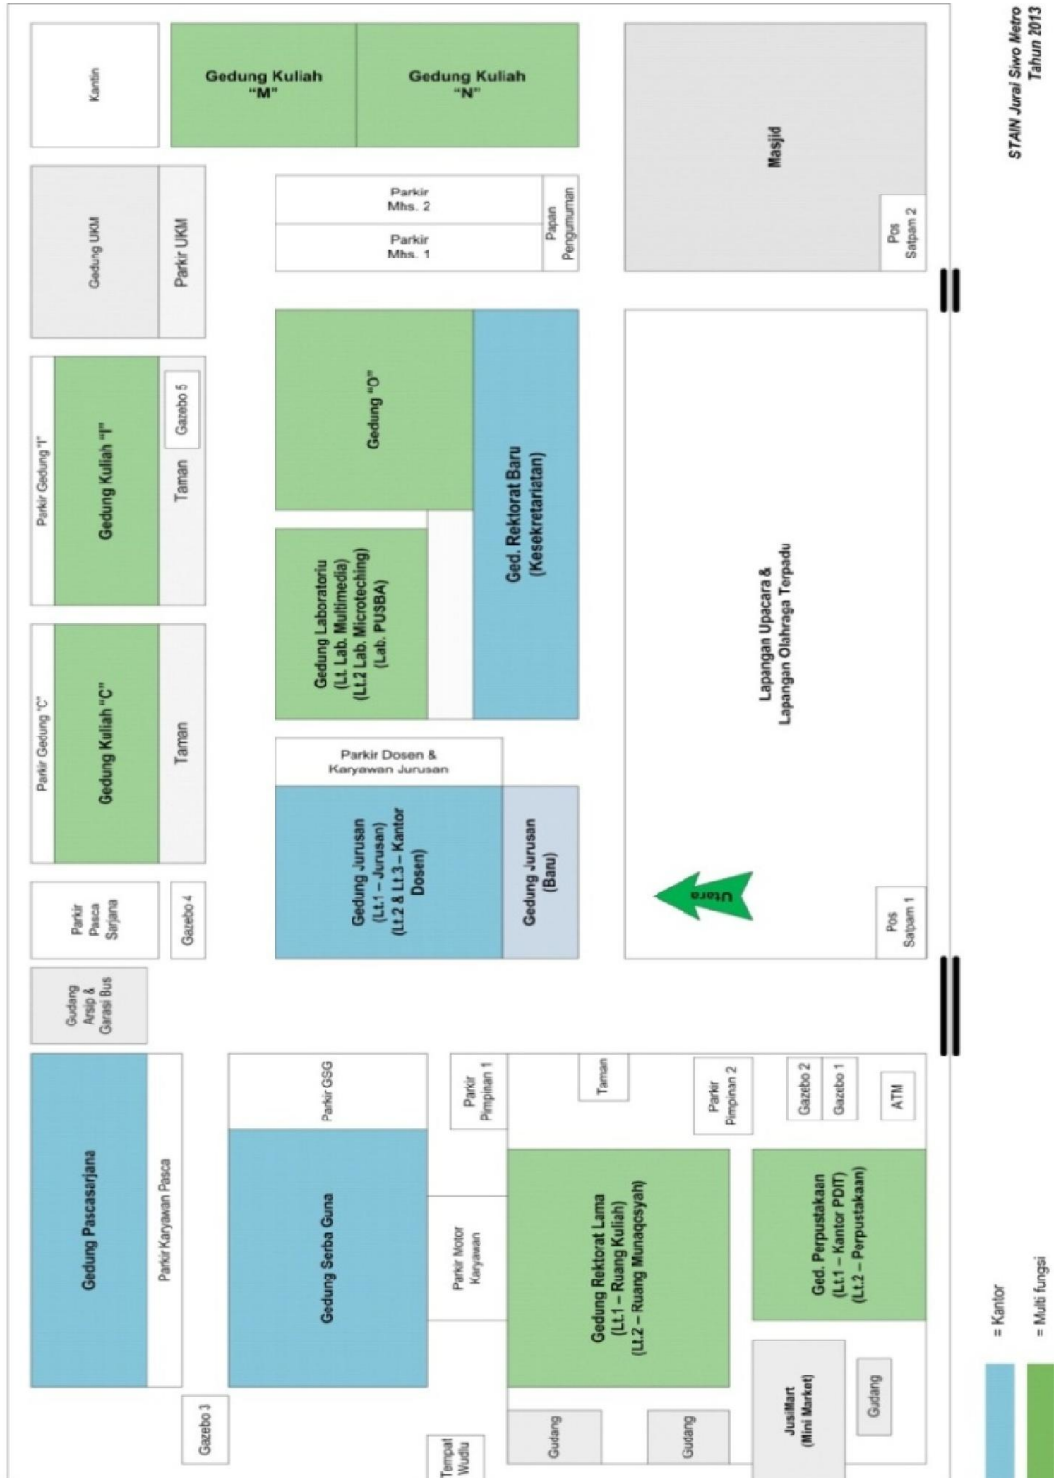 STAIN Jurai Siwo Metro
Tahun 2013
Kantin
Gedung Kuliah
"M"
Gedung Kuliah
"N"
Masjid
Pos
Satpam 2
Gedung UKM
Parkir UKM
Parkir
Mhs. 2
Parkir
Mhs. 1
Papan
Pengumuman
Parkir Gedung "I"
Gedung Kuliah "I"
Taman
Gazebo 5
Gedung "O"
Ged. Rektorat Baru
(Kesekretariatan)
Gedung Laboratoriu
(Lt. Lab. Multimedia)
(Lt.2 Lab. Microteching)
(Lab. PUSBA)
Lapangan Upacara &
Lapangan Olahraga Terpadu
Parkir Gedung "C"
Gedung Kuliah "C"
Taman
Parkir Dosen &
Karyawan Jurusan
Gedung Jurusan
(Lt.1 – Jurusan)
(Lt.2 & Lt.3 – Kantor
Dosen)
Gedung Jurusan
(Baru)
Utara
Pos
Satpam 1
Parkir
Pasca
Sarjana
Gazebo 4
Gudang
Arsip &
Garasi Bus
Gedung Pascasarjana
Parkir Karyawan Pasca
Parkir GSG
Gedung Serba Guna
Parkir
Pimpinan 1
Parkir Motor
Karyawan
Taman
Parkir
Pimpinan 2
Gazebo 2
Gazebo 1
ATM
Gedung Rektorat Lama
(Lt.1 – Ruang Kuliah)
(Lt.2 – Ruang Munaqosyah)
Ged. Perpustakaan
(Lt.1 – Kantor PDIT)
(Lt.2 – Perpustakaan)
Gazebo 3
Tempat
Wudlu
Gudang
Gudang
JusiMart
(Mini Market)
Gudang
= Kantor
= Multi fungsi